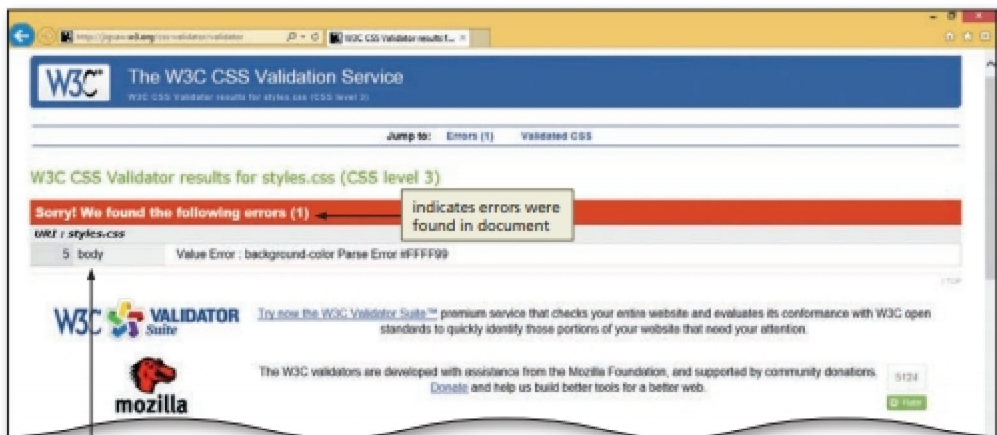 W3C CSS Validator results f...
W3C
The W3C CSS Validation Service
W3C CSS Validator results for styles.css (CSS level 3)
Jump to: Errors (1) Validated CSS
W3C CSS Validator results for styles.css (CSS level 3)
Sorry! We found the following errors (1)
indicates errors were
found in document
URI : styles.css
5 body Value Error : background-color Parse Error #FFFF99
TOP
W3C VALIDATOR
Suite
Try now the W3C Validator Suite™ premium service that checks your entire website and evaluates its conformance with W3C open
standards to quickly identify those portions of your website that need your attention.
mozilla
The W3C validators are developed with assistance from the Mozilla Foundation, and supported by community donations.
Donate and help us build better tools for a better web.
5124